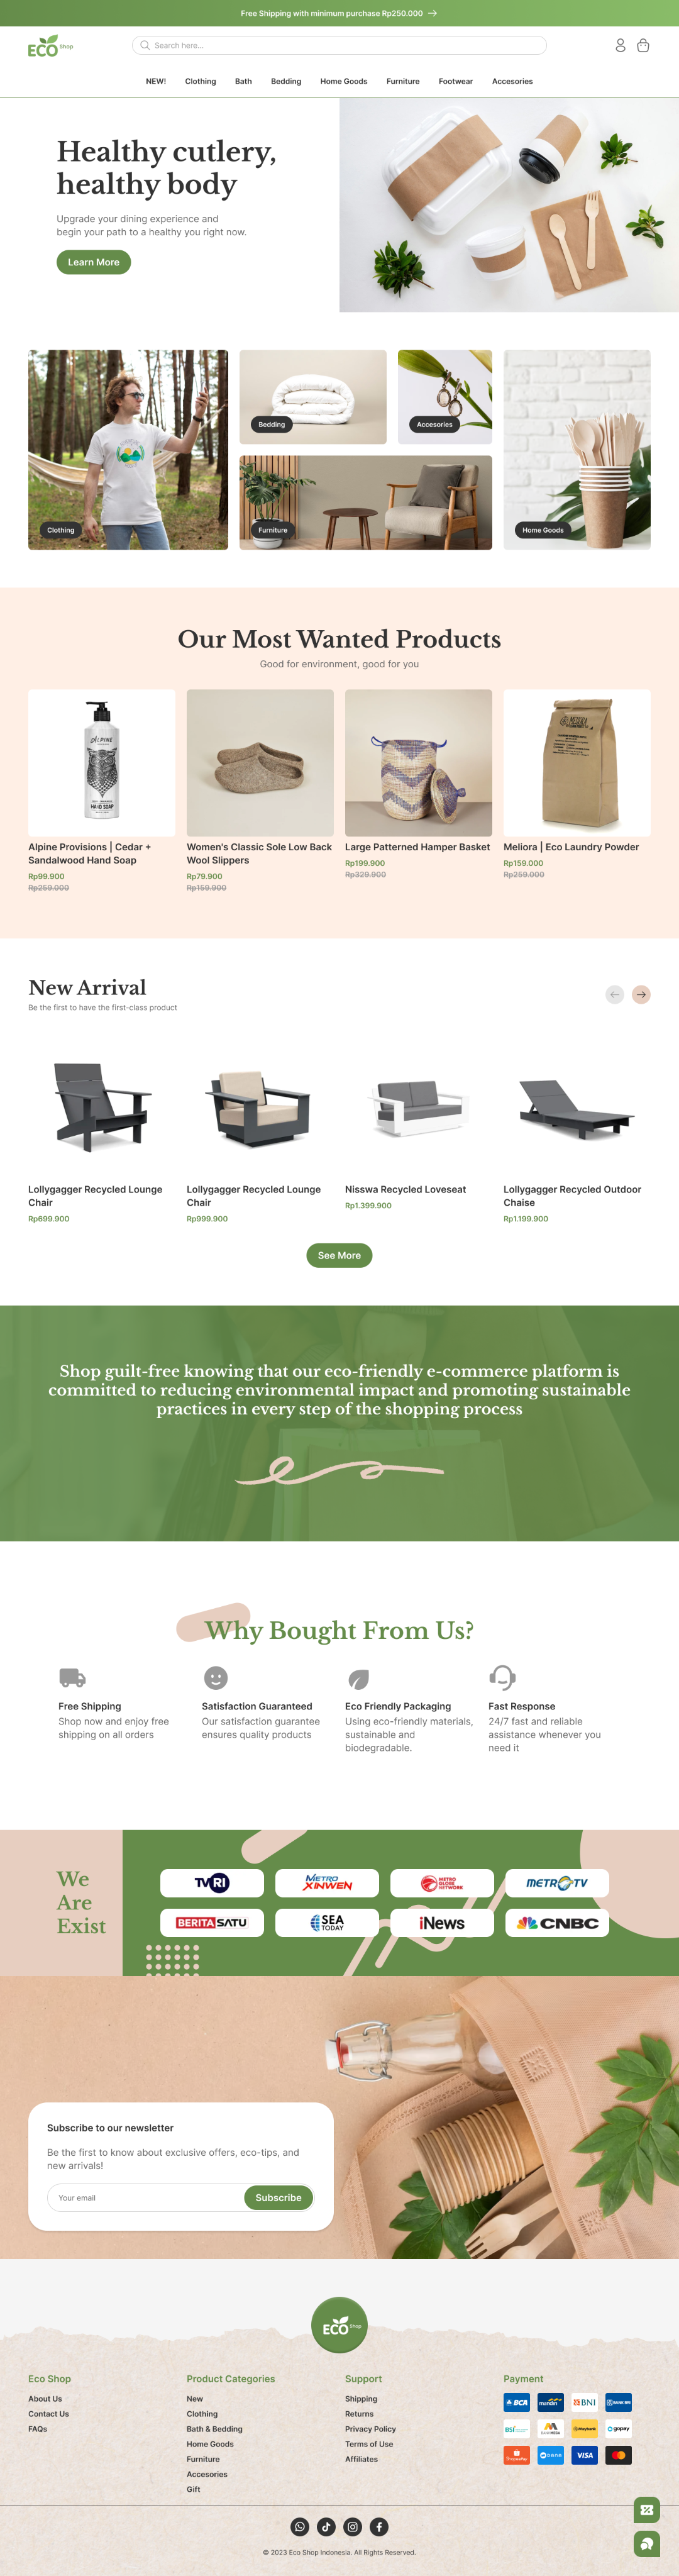 Free Shipping with minimum purchase Rp250.000
ECO Shop
Search here...
NEW!
Clothing
Bath
Bedding
Home Goods
Furniture
Footwear
Accesories
Healthy cutlery,
healthy body
Upgrade your dining experience and
begin your path to a healthy you right now.
Learn More
Clothing
Bedding
Accesories
Furniture
Home Goods
Our Most Wanted Products
Good for environment, good for you
ALPINE
HAND SOAP
MELIORA
Alpine Provisions | Cedar +
Sandalwood Hand Soap
Rp99.900
Rp259.000
Women's Classic Sole Low Back
Wool Slippers
Rp79.900
Rp159.900
Large Patterned Hamper Basket
Rp199.900
Rp329.900
Meliora | Eco Laundry Powder
Rp159.000
Rp259.000
New Arrival
Be the first to have the first-class product
Lollygagger Recycled Lounge
Chair
Rp699.900
Lollygagger Recycled Lounge
Chair
Rp999.900
Nisswa Recycled Loveseat
Rp1.399.900
Lollygagger Recycled Outdoor
Chaise
Rp1.199.900
See More
Shop guilt-free knowing that our eco-friendly e-commerce platform is
committed to reducing environmental impact and promoting sustainable
practices in every step of the shopping process
Why Bought From Us?
Free Shipping
Shop now and enjoy free
shipping on all orders
Satisfaction Guaranteed
Our satisfaction guarantee
ensures quality products
Eco Friendly Packaging
Using eco-friendly materials,
sustainable and
biodegradable.
Fast Response
24/7 fast and reliable
assistance whenever you
need it
We
Are
Exist
TVRI
METRO
XINWEN
METRO
GLOBE
NETWORK
METRO TV
BERITASATU
SEA
TODAY
iNews
CNBC
Subscribe to our newsletter
Be the first to know about exclusive offers, eco-tips, and
new arrivals!
Your email
Subscribe
ECO Shop
Eco Shop
About Us
Contact Us
FAQs
Product Categories
New
Clothing
Bath & Bedding
Home Goods
Furniture
Accesories
Gift
Support
Shipping
Returns
Privacy Policy
Terms of Use
Affiliates
Payment
BCA
mandiri
BNI
BANK BRI
BSI
BANK MEGA
Maybank
gopay
ShopeePay
DANA
VISA
© 2023 Eco Shop Indonesia. All Rights Reserved.